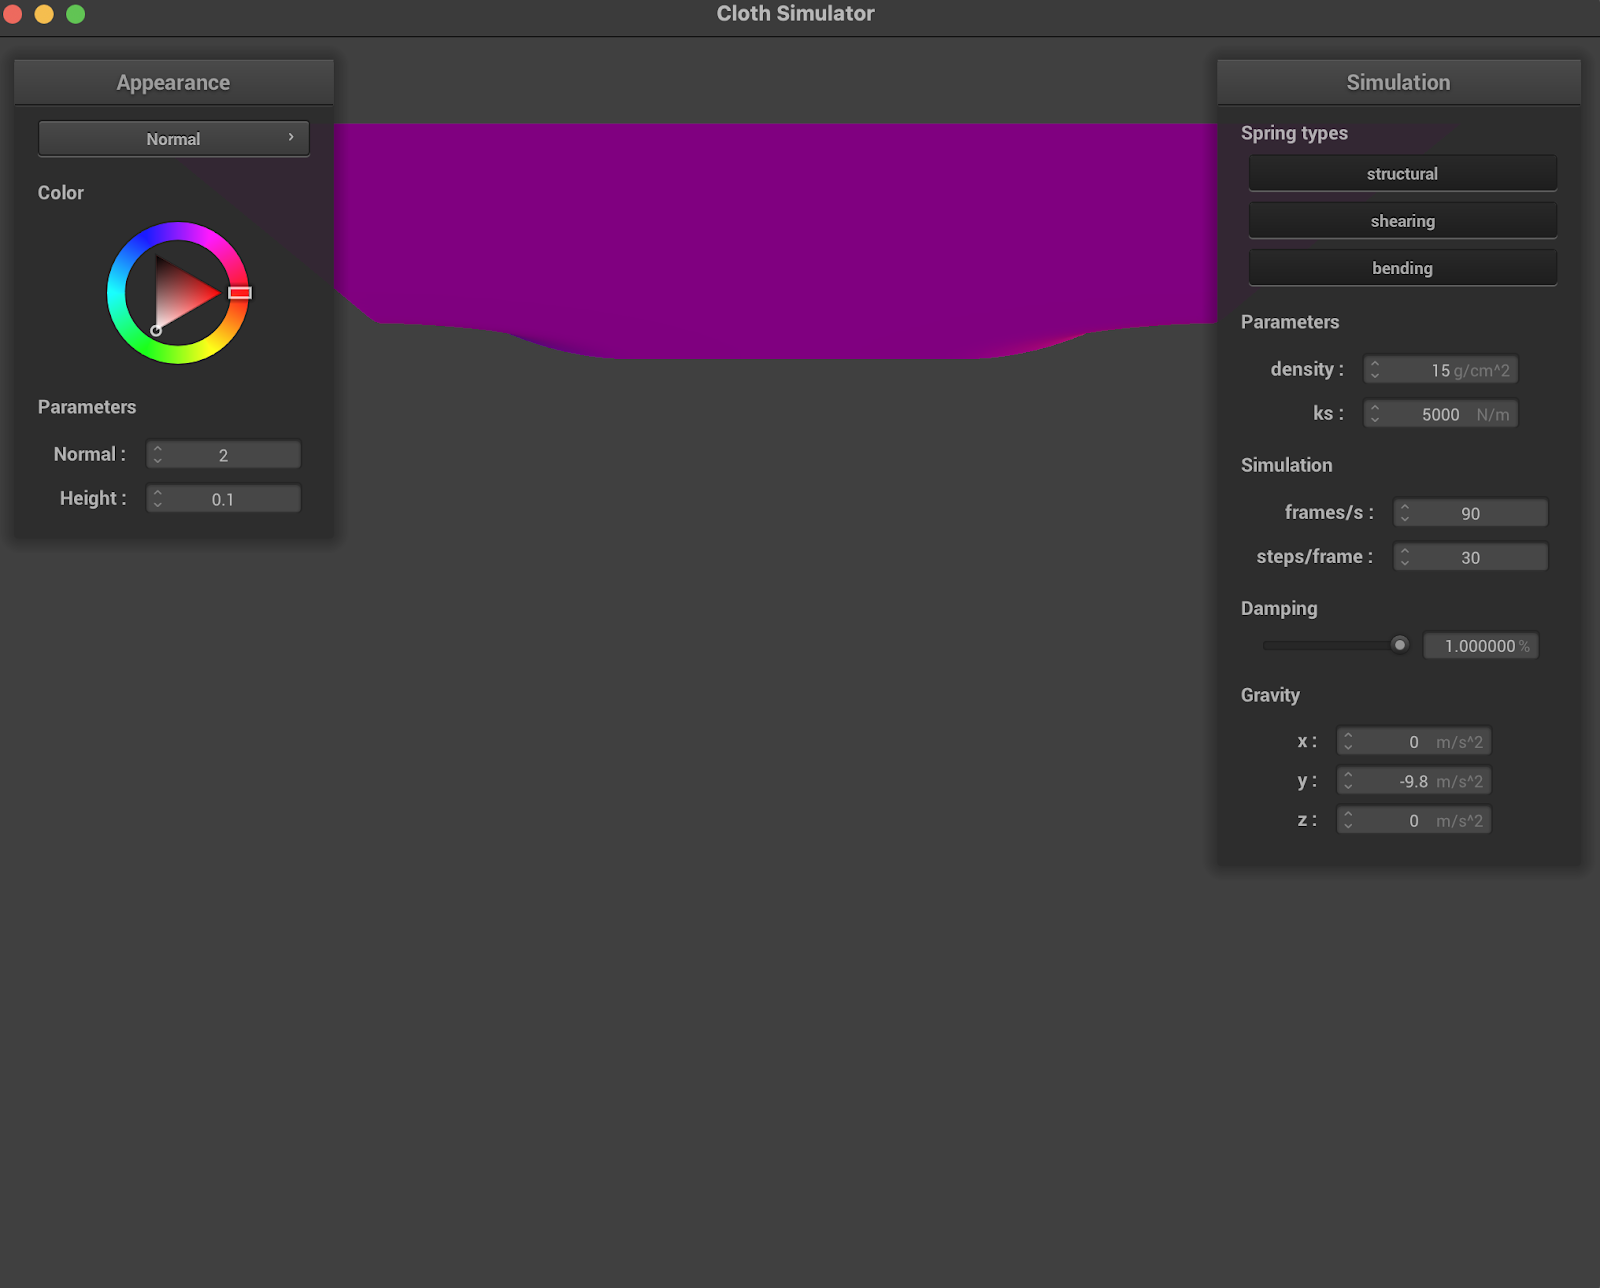 Cloth Simulator
Appearance
Normal
Color
Parameters
Normal : 2
Height : 0.1
Simulation
Spring types
structural
shearing
bending
Parameters
density : 15 g/cm^2
ks : 5000 N/m
Simulation
frames/s : 90
steps/frame : 30
Damping
1.000000 %
Gravity
x : 0 m/s^2
y : -9.8 m/s^2
z : 0 m/s^2